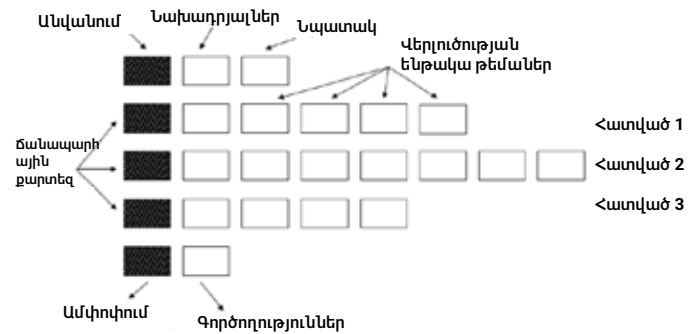 Անվանում
Նախադրյալներ
Նպատակ
Վերլուծության
ենթակա թեմաներ
Հատված 1
Ճանապարհ
ային
քարտեզ
Հատված 2
Հատված 3
Ամփոփում
Գործողություններ